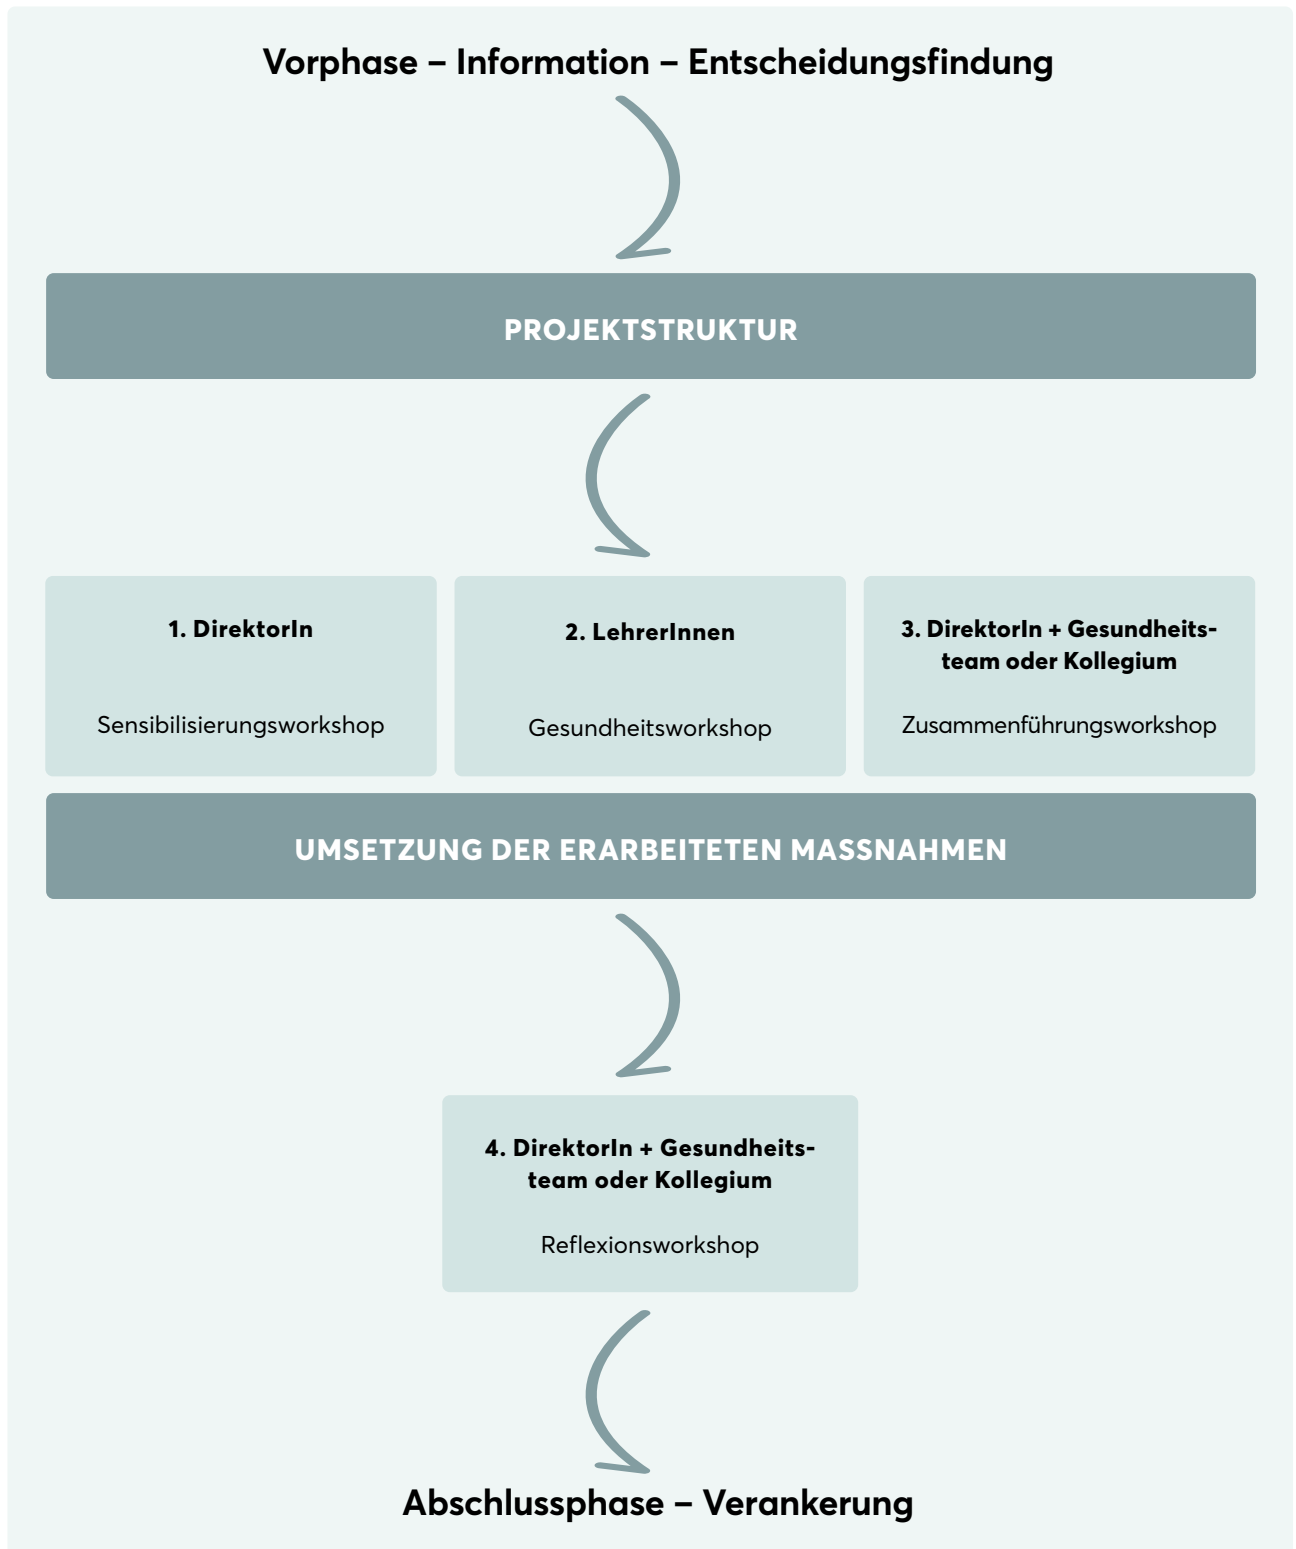 Vorphase – Information – Entscheidungsfindung
PROJEKTSTRUKTUR
1. DirektorIn
Sensibilisierungsworkshop
2. LehrerInnen
Gesundheitsworkshop
3. DirektorIn + Gesundheits-
team oder Kollegium
Zusammenführungsworkshop
UMSETZUNG DER ERARBEITETEN MASSNAHMEN
4. DirektorIn + Gesundheits-
team oder Kollegium
Reflexionsworkshop
Abschlussphase – Verankerung